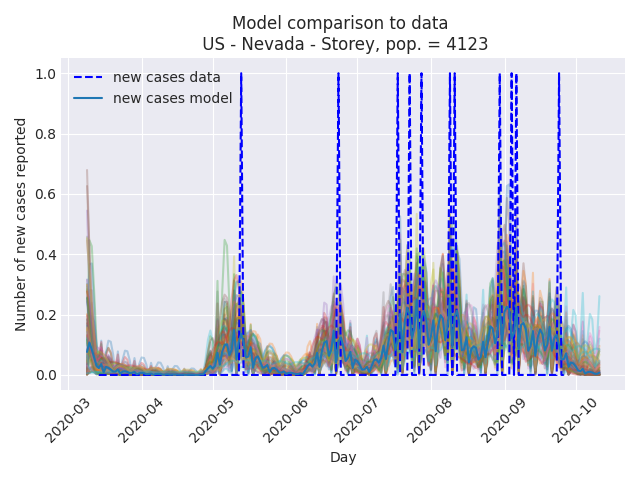 Model comparison to data
US - Nevada - Storey, pop. = 4123
new cases data
new cases model
Number of new cases reported
1.0
0.8
0.6
0.4
0.2
0.0
2020-03
2020-04
2020-05
2020-06
2020-07
2020-08
2020-09
2020-10
Day